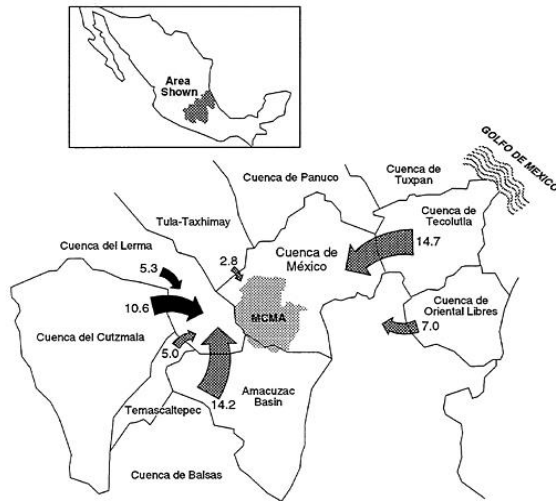 Area
Shown
GOLFO DE MEXICO
Cuenca de
Tuxpan
Cuenca de Panuco
Cuenca de
Tecolutla
Tula-Taxhimay
14.7
Cuenca de
México
Cuenca del Lerma
2.8
5.3
10.6
MCMA
Cuenca de
Oriental Libres
7.0
Cuenca del Cutzmala
5.0
14.2
Amacuzac
Basin
Temascaltepec
Cuenca de Balsas